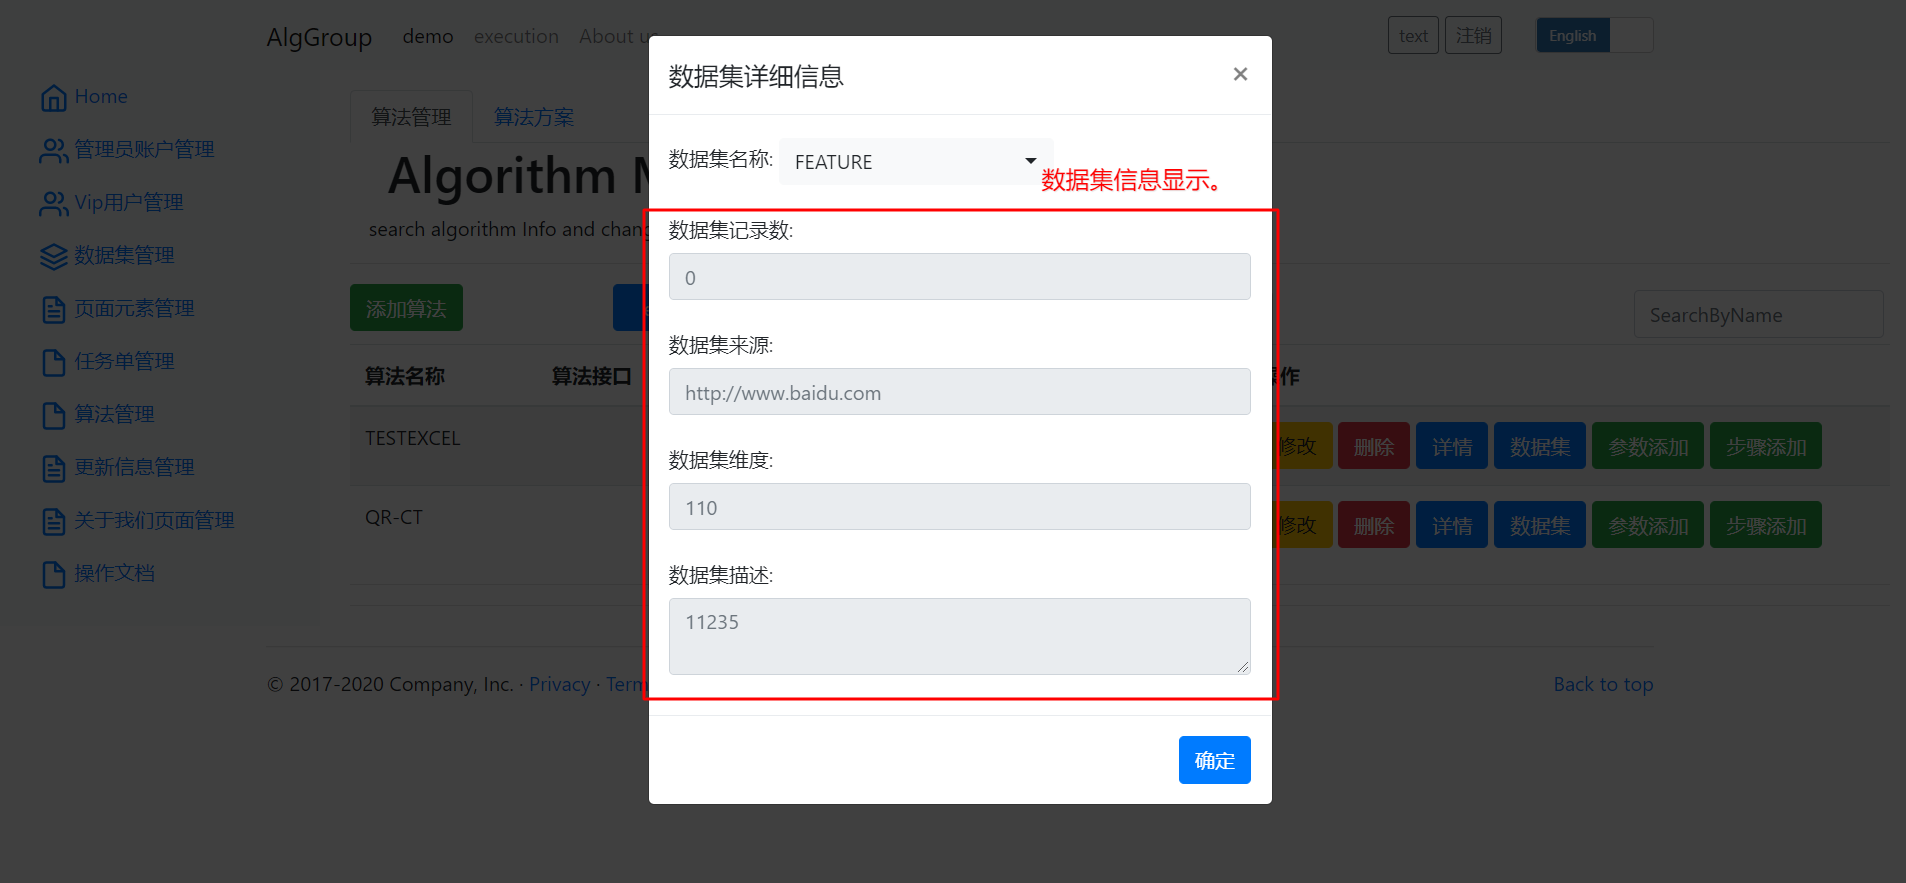 AlgGroup demo execution About us text 注销 English
Home
管理员账户管理
Vip用户管理
数据集管理
页面元素管理
任务单管理
算法管理
更新信息管理
关于我们页面管理
操作文档
算法管理 算法方案
Algorithm M
search algorithm Info and chang
添加算法
SearchByName
算法名称 算法接口 操作
TESTEXCEL 修改 删除 详情 数据集 参数添加 步骤添加
QR-CT 修改 删除 详情 数据集 参数添加 步骤添加
数据集详细信息 ×
数据集名称: FEATURE
数据集信息显示。
数据集记录数:
0
数据集来源:
http://www.baidu.com
数据集维度:
110
数据集描述:
11235
确定
© 2017-2020 Company, Inc. · Privacy · Term
Back to top